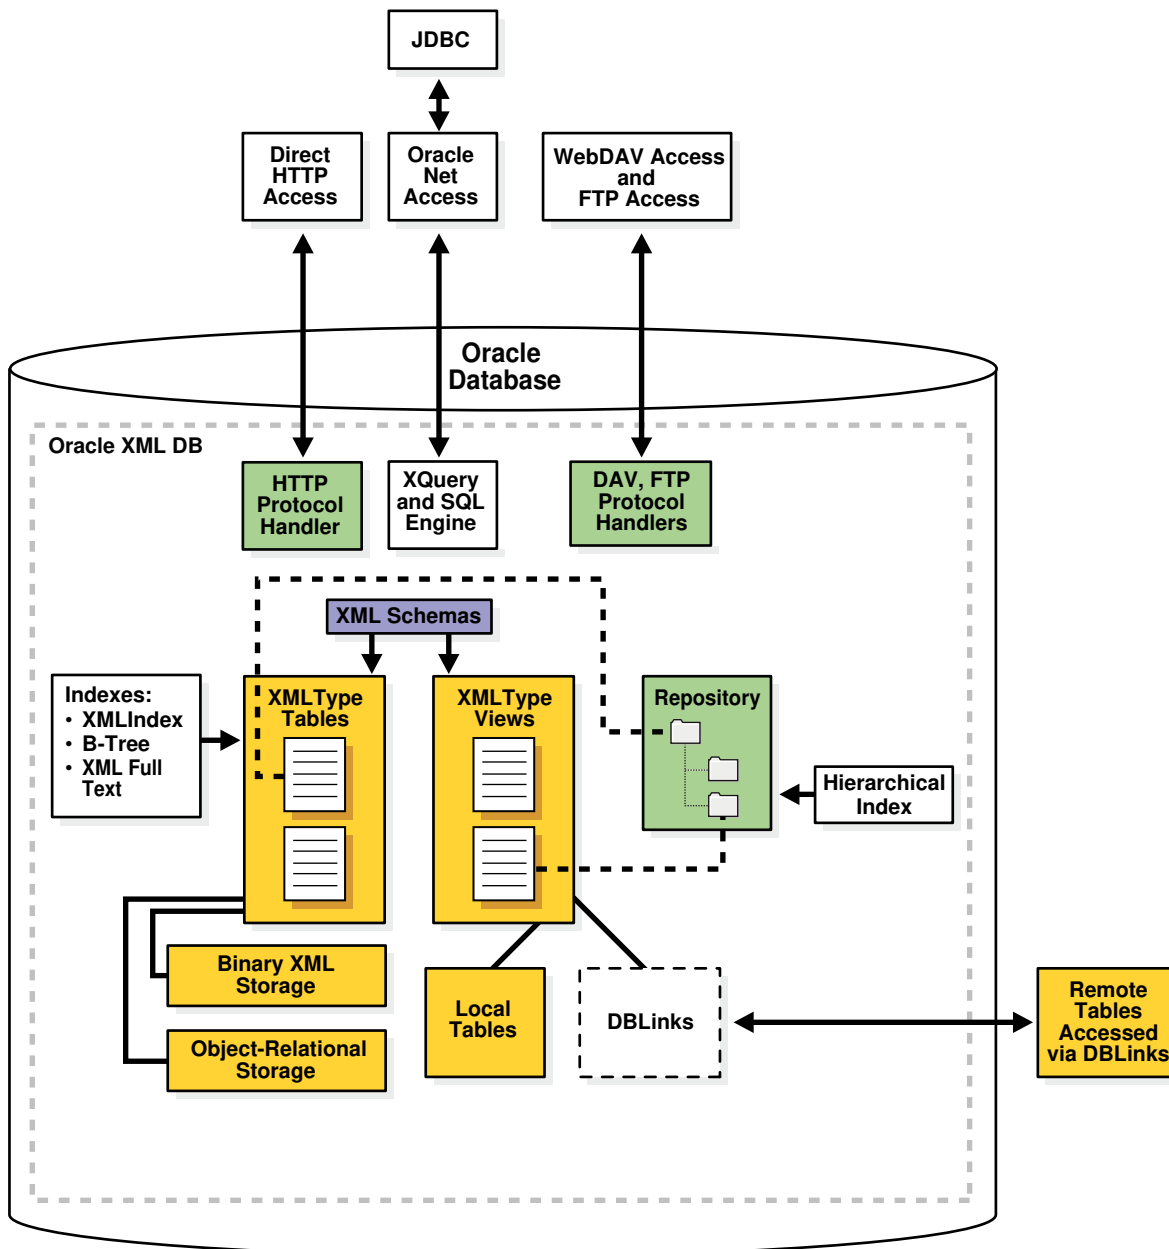 JDBC
Direct
HTTP
Access
Oracle
Net
Access
WebDAV Access
and
FTP Access
Oracle
Database
Oracle XML DB
HTTP
Protocol
Handler
XQuery
and SQL
Engine
DAV, FTP
Protocol
Handlers
XML Schemas
Indexes:
• XMLIndex
• B-Tree
• XML Full
Text
XMLType
Tables
XMLType
Views
Repository
Hierarchical
Index
Binary XML
Storage
Object-Relational
Storage
Local
Tables
DBLinks
Remote
Tables
Accessed
via DBLinks